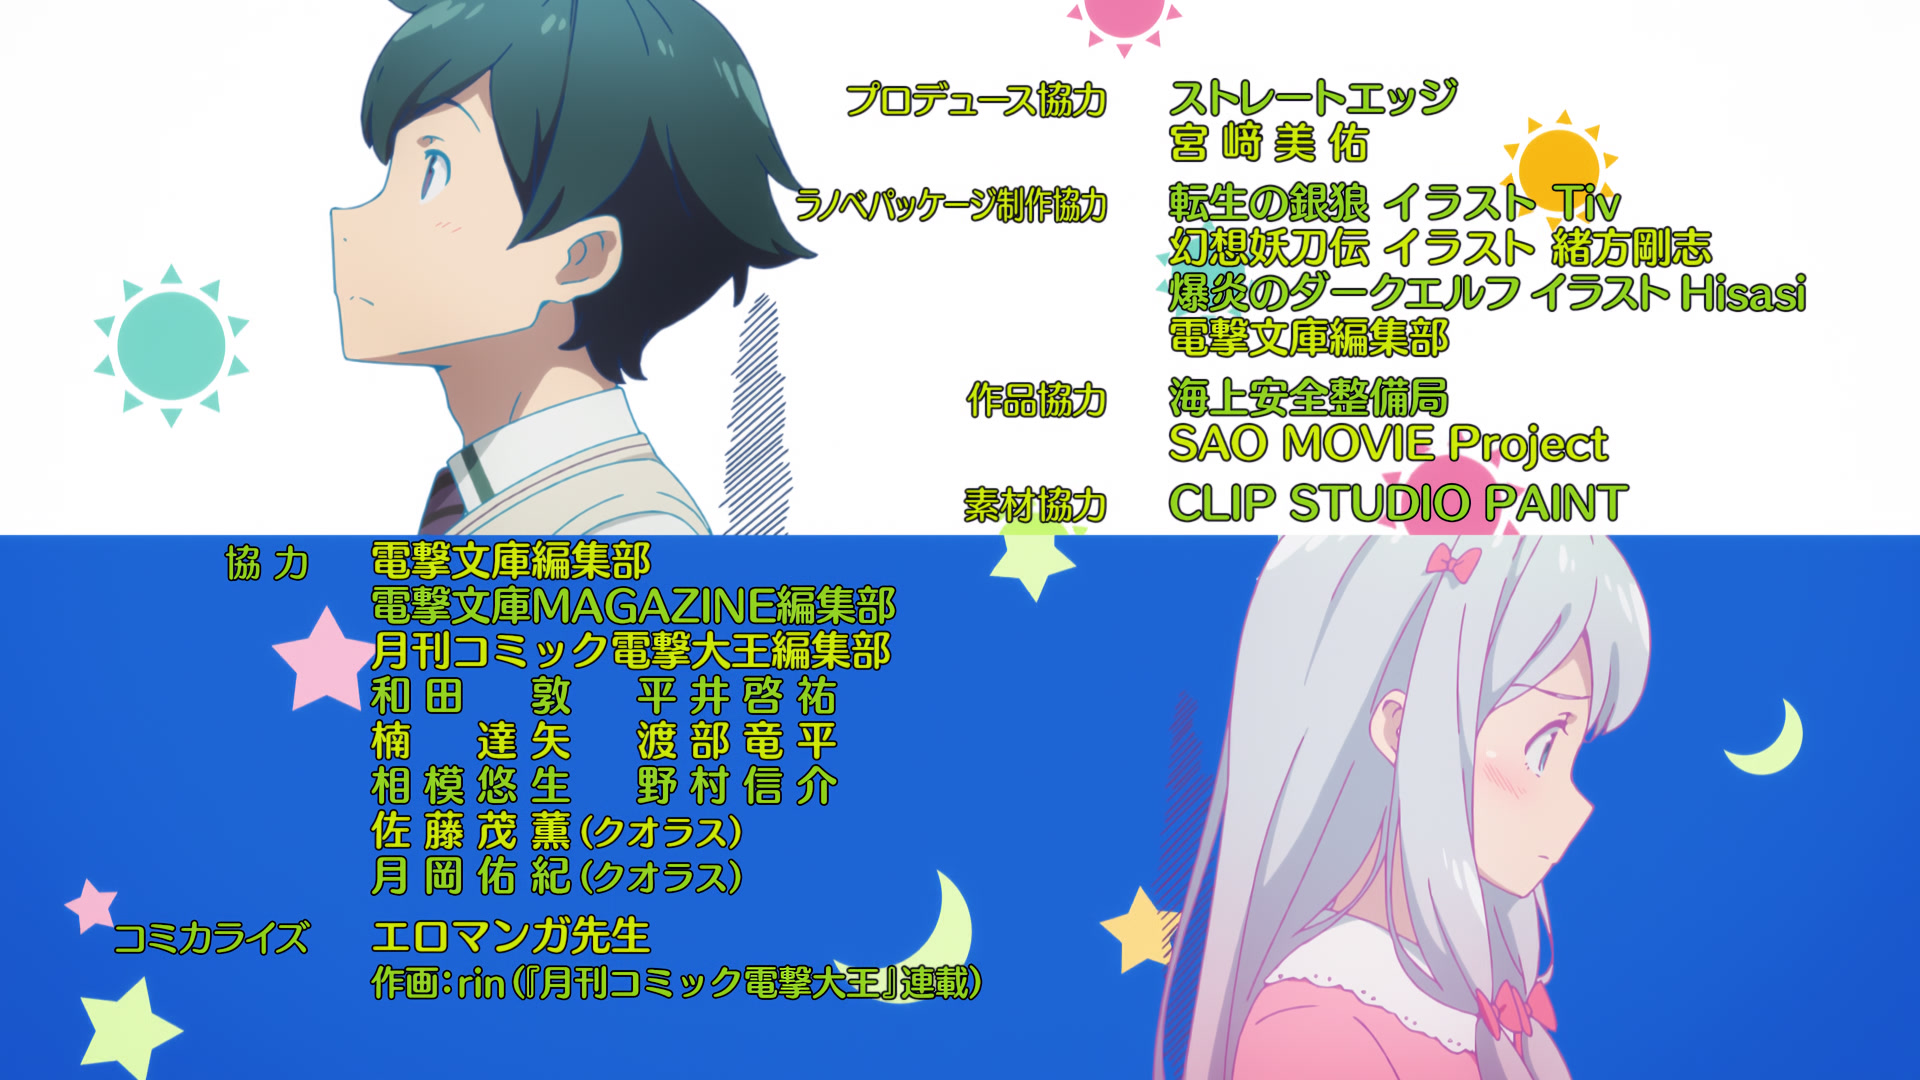 プロデュース協力 ストレートエッジ
宮﨑美佑
ラノベパッケージ制作協力 転生の銀狼 イラスト Tiv
幻想妖刀伝 イラスト 緒方剛志
爆炎のダークエルフ イラスト Hisasi
電撃文庫編集部
作品協力 海上安全整備局
SAO MOVIE Project
素材協力 CLIP STUDIO PAINT
協力 電撃文庫編集部
電撃文庫MAGAZINE編集部
月刊コミック電撃大王編集部
和田 敦 平井啓祐
楠 達矢 渡部竜平
相模悠生 野村信介
佐藤茂薫(クオラス)
月岡佑紀(クオラス)
コミカライズ エロマンガ先生
作画:rin(『月刊コミック電撃大王』連載)